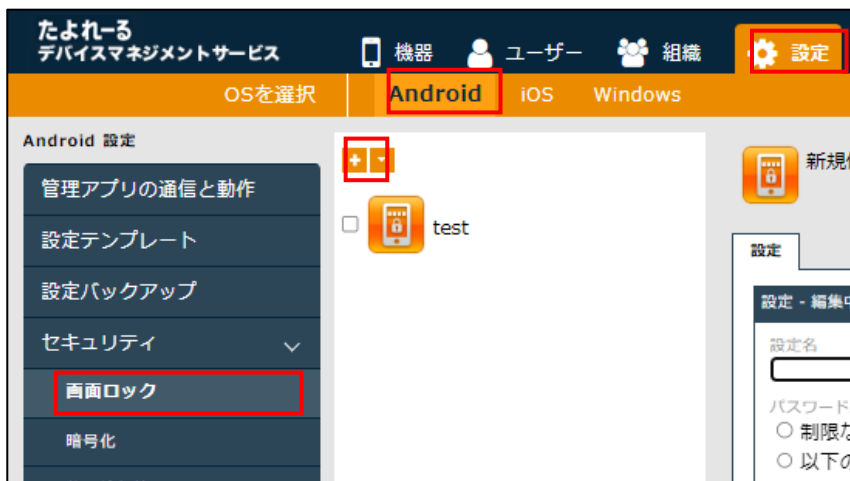 たよれーる
デバイスマネジメントサービス
機器 ユーザー 組織 設定
OSを選択 Android iOS Windows
Android 設定
管理アプリの通信と動作
設定テンプレート
設定バックアップ
セキュリティ
画面ロック
暗号化
test
新規
設定
設定 - 編集
設定名
パスワード
制限な
以下の